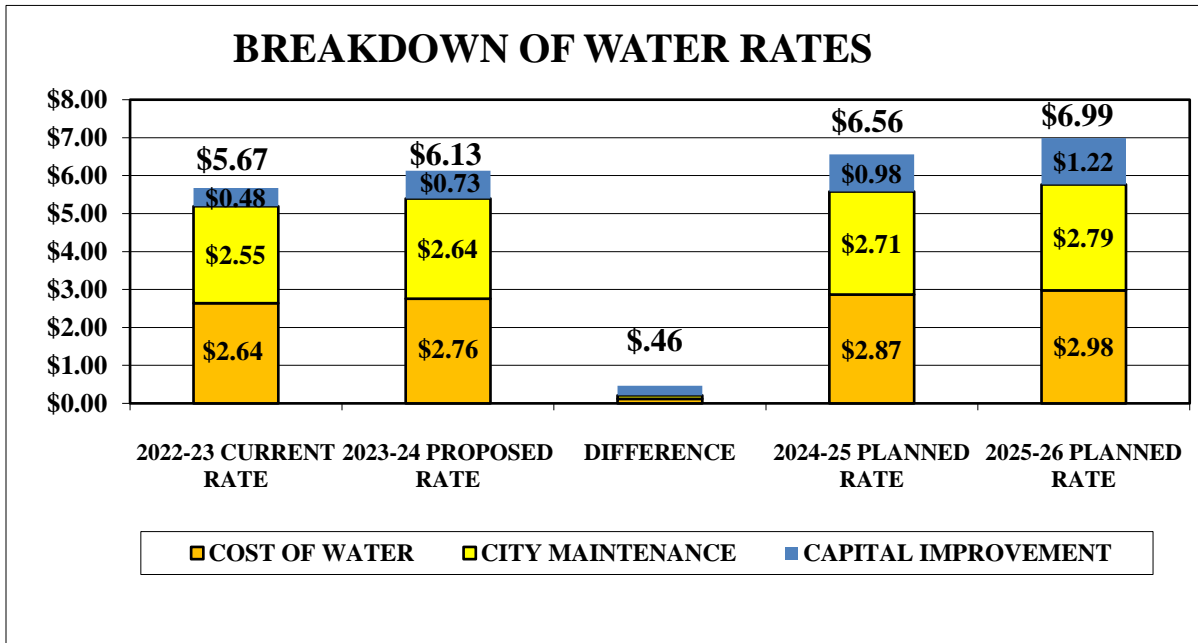 BREAKDOWN OF WATER RATES
$8.00
$7.00
$6.00
$5.00
$4.00
$3.00
$2.00
$1.00
$0.00
$5.67
$0.48
$2.55
$2.64
$6.13
$0.73
$2.64
$2.76
$.46
$6.56
$0.98
$2.71
$2.87
$6.99
$1.22
$2.79
$2.98
2022-23 CURRENT
RATE
2023-24 PROPOSED
RATE
DIFFERENCE
2024-25 PLANNED
RATE
2025-26 PLANNED
RATE
COST OF WATER CITY MAINTENANCE CAPITAL IMPROVEMENT